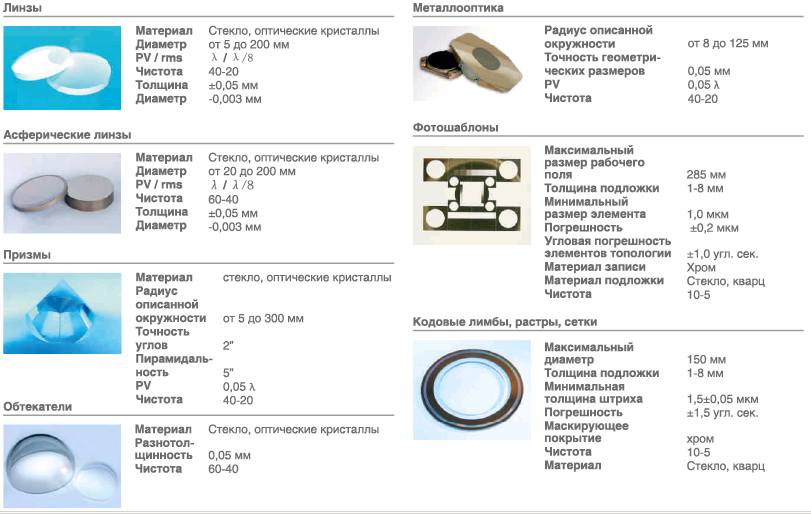 Линзы
Материал Стекло, оптические кристаллы
Диаметр от 5 до 200 мм
PV / rms λ / λ/8
Чистота 40-20
Толщина ±0,05 мм
Диаметр -0,003 мм
Асферические линзы
Материал Стекло, оптические кристаллы
Диаметр от 20 до 200 мм
PV / rms λ / λ/8
Чистота 60-40
Толщина ±0,05 мм
Диаметр -0,003 мм
Призмы
Материал стекло, оптические кристаллы
Радиус
описанной
окружности от 5 до 300 мм
Точность
углов 2”
Пирамидаль-
ность 5”
PV 0,05 λ
Чистота 40-20
Обтекатели
Материал Стекло, оптические кристаллы
Разнотол-
щинность 0,05 мм
Чистота 60-40
Металлооптика
Радиус описанной
окружности от 8 до 125 мм
Точность геометри-
ческих размеров 0,05 мм
PV 0,05 λ
Чистота 40-20
Фотошаблоны
Максимальный
размер рабочего
поля 285 мм
Толщина подложки 1-8 мм
Минимальный
размер элемента 1,0 мкм
Погрешность ±0,2 мкм
Угловая погрешность
элементов топологии ±1,0 угл. сек.
Материал записи Хром
Материал подложки Стекло, кварц
Чистота 10-5
Кодовые лимбы, растры, сетки
Максимальный
диаметр 150 мм
Толщина подложки 1-8 мм
Минимальная
толщина штриха 1,5±0,05 мкм
Погрешность ±1,5 угл. сек.
Маскирующее
покрытие хром
Чистота 10-5
Материал Стекло, кварц